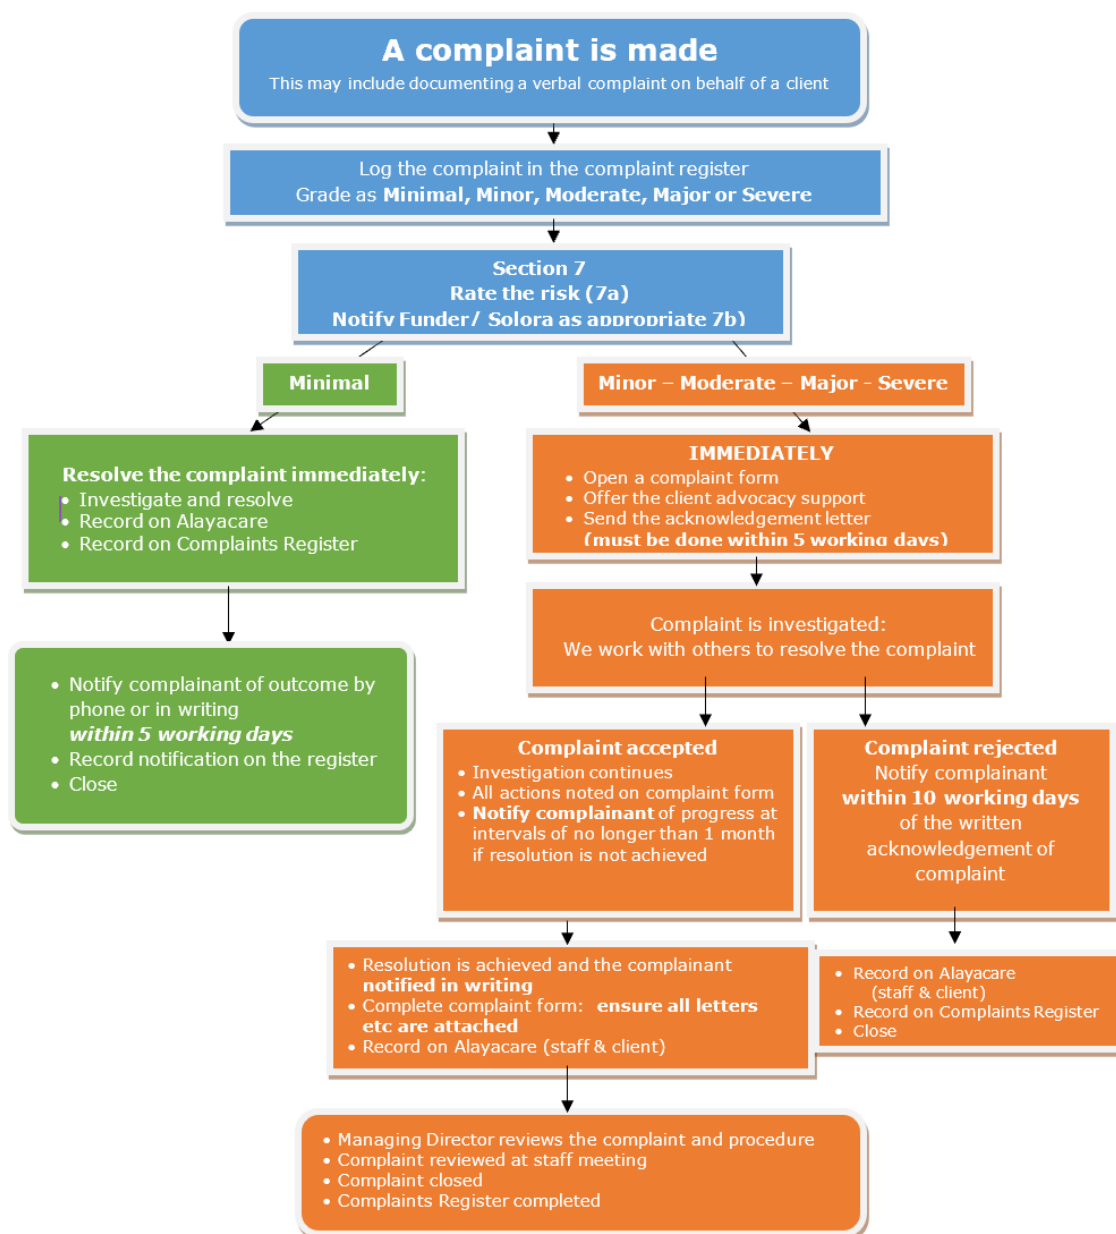 A complaint is made
This may include documenting a verbal complaint on behalf of a client
Log the complaint in the complaint register
Grade as Minimal, Minor, Moderate, Major or Severe
Section 7
Rate the risk (7a)
Notify Funder/ Solora as appropriate 7b)
Minimal
Minor – Moderate – Major - Severe
Resolve the complaint immediately:
• Investigate and resolve
• Record on Alayacare
• Record on Complaints Register
IMMEDIATELY
• Open a complaint form
• Offer the client advocacy support
• Send the acknowledgement letter
(must be done within 5 working days)
Complaint is investigated:
We work with others to resolve the complaint
• Notify complainant of outcome by
phone or in writing
within 5 working days
• Record notification on the register
• Close
Complaint accepted
• Investigation continues
• All actions noted on complaint form
• Notify complainant of progress at
intervals of no longer than 1 month
if resolution is not achieved
Complaint rejected
Notify complainant
within 10 working days
of the written
acknowledgement of
complaint
• Resolution is achieved and the complainant
notified in writing
• Complete complaint form: ensure all letters
etc are attached
• Record on Alayacare (staff & client)
• Record on Alayacare
(staff & client)
• Record on Complaints Register
• Close
• Managing Director reviews the complaint and procedure
• Complaint reviewed at staff meeting
• Complaint closed
• Complaints Register completed